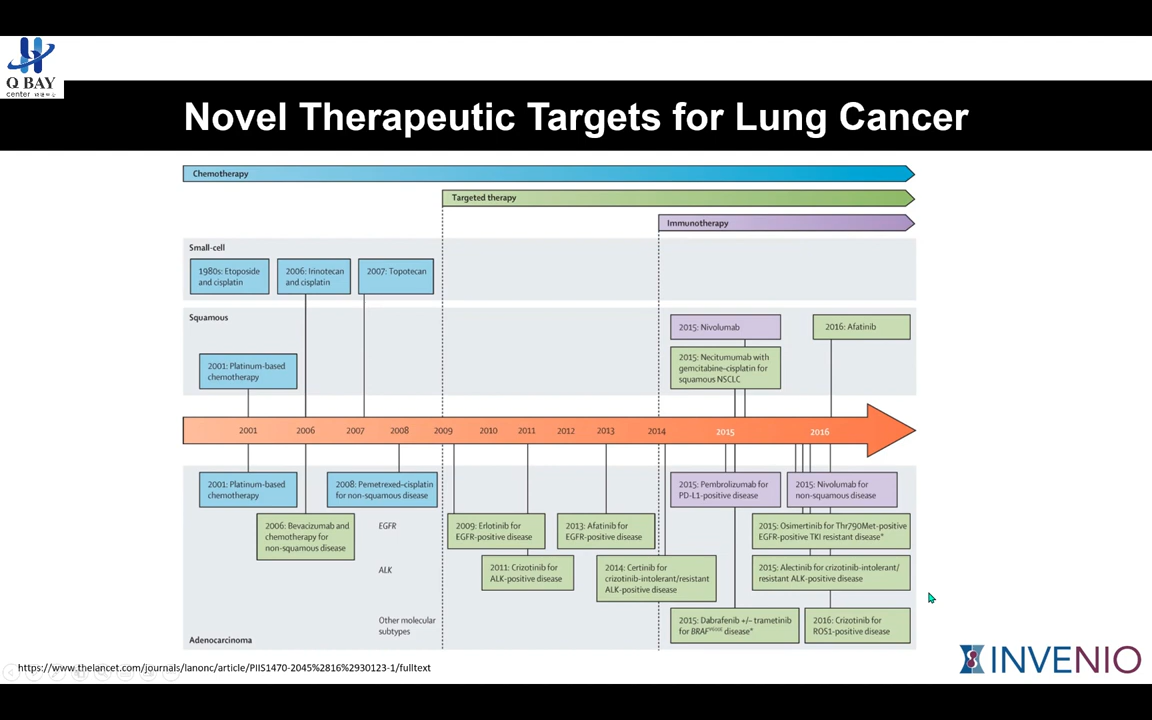 Q BAY
center
Novel Therapeutic Targets for Lung Cancer
Chemotherapy
Targeted therapy
Immunotherapy
Small-cell
1980s: Etoposide
and cisplatin
2006: Irinotecan
and cisplatin
2007: Topotecan
Squamous
2001: Platinum-based
chemotherapy
2015: Nivolumab
2015: Necitumumab with
gemcitabine-cisplatin for
squamous NSCLC
2016: Afatinib
2001 2006 2007 2008 2009 2010 2011 2012 2013 2014 2015 2016
2001: Platinum-based
chemotherapy
2008: Pemetrexed-cisplatin
for non-squamous disease
2015: Pembrolizumab for
PD-L1-positive disease
2015: Nivolumab for
non-squamous disease
2006: Bevacizumab and
chemotherapy for
non-squamous disease
EGFR
2009: Erlotinib for
EGFR-positive disease
2013: Afatinib for
EGFR-positive disease
2015: Osimertinib for Thr790Met-positive
EGFR-positive TKI resistant disease*
ALK
2011: Crizotinib for
ALK-positive disease
2014: Certinib for
crizotinib-intolerant/resistant
ALK-positive disease
2015: Alectinib for crizotinib-intolerant/
resistant ALK-positive disease
Other molecular
subtypes
2015: Dabrafenib +/- trametinib
for BRAF disease*
2016: Crizotinib for
ROS1-positive disease
Adenocarcinoma
https://www.thelancet.com/journals/lanonc/article/PIIS1470-2045%2816%2930123-1/fulltext
INVENIO